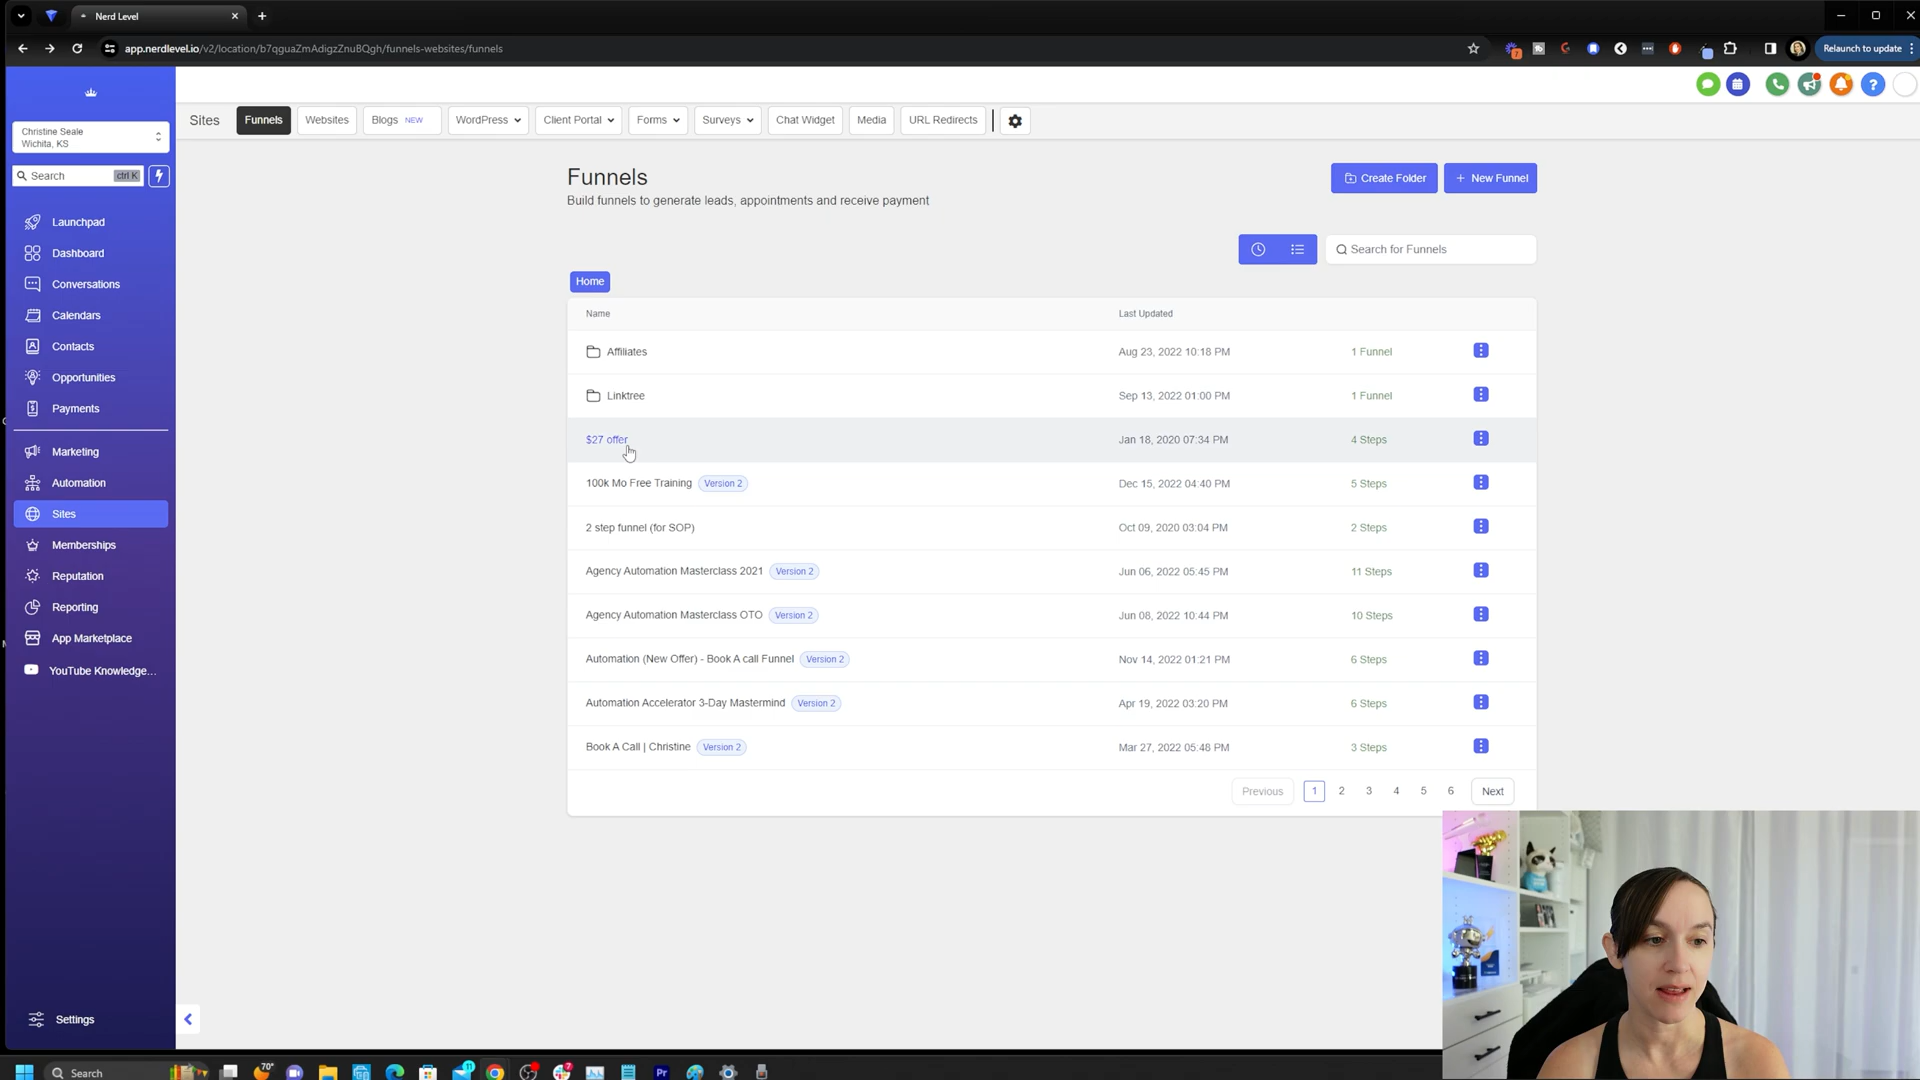 Nerd Level
app.nerdlevel.io/v2/location/b7qguaZmAdigzZnuBQgh/funnels-websites/funnels
7
Relaunch to update
Christine Seale
Wichita, KS
Search
ctrl K
Launchpad
Dashboard
Conversations
Calendars
Contacts
Opportunities
Payments
Marketing
Automation
Sites
Memberships
Reputation
Reporting
App Marketplace
YouTube Knowledge...
Settings
Sites
Funnels
Websites
Blogs NEW
WordPress
Client Portal
Forms
Surveys
Chat Widget
Media
URL Redirects
Funnels
Build funnels to generate leads, appointments and receive payment
Create Folder
+ New Funnel
Search for Funnels
Home
Name Last Updated
Affiliates Aug 23, 2022 10:18 PM 1 Funnel
Linktree Sep 13, 2022 01:00 PM 1 Funnel
$27 offer Jan 18, 2020 07:34 PM 4 Steps
100k Mo Free Training Version 2 Dec 15, 2022 04:40 PM 5 Steps
2 step funnel (for SOP) Oct 09, 2020 03:04 PM 2 Steps
Agency Automation Masterclass 2021 Version 2 Jun 06, 2022 05:45 PM 11 Steps
Agency Automation Masterclass OTO Version 2 Jun 08, 2022 10:44 PM 10 Steps
Automation (New Offer) - Book A call Funnel Version 2 Nov 14, 2022 01:21 PM 6 Steps
Automation Accelerator 3-Day Mastermind Version 2 Apr 19, 2022 03:20 PM 6 Steps
Book A Call | Christine Version 2 Mar 27, 2022 05:48 PM 3 Steps
Previous 1 2 3 4 5 6 Next
Search
70°
11
7
Pr